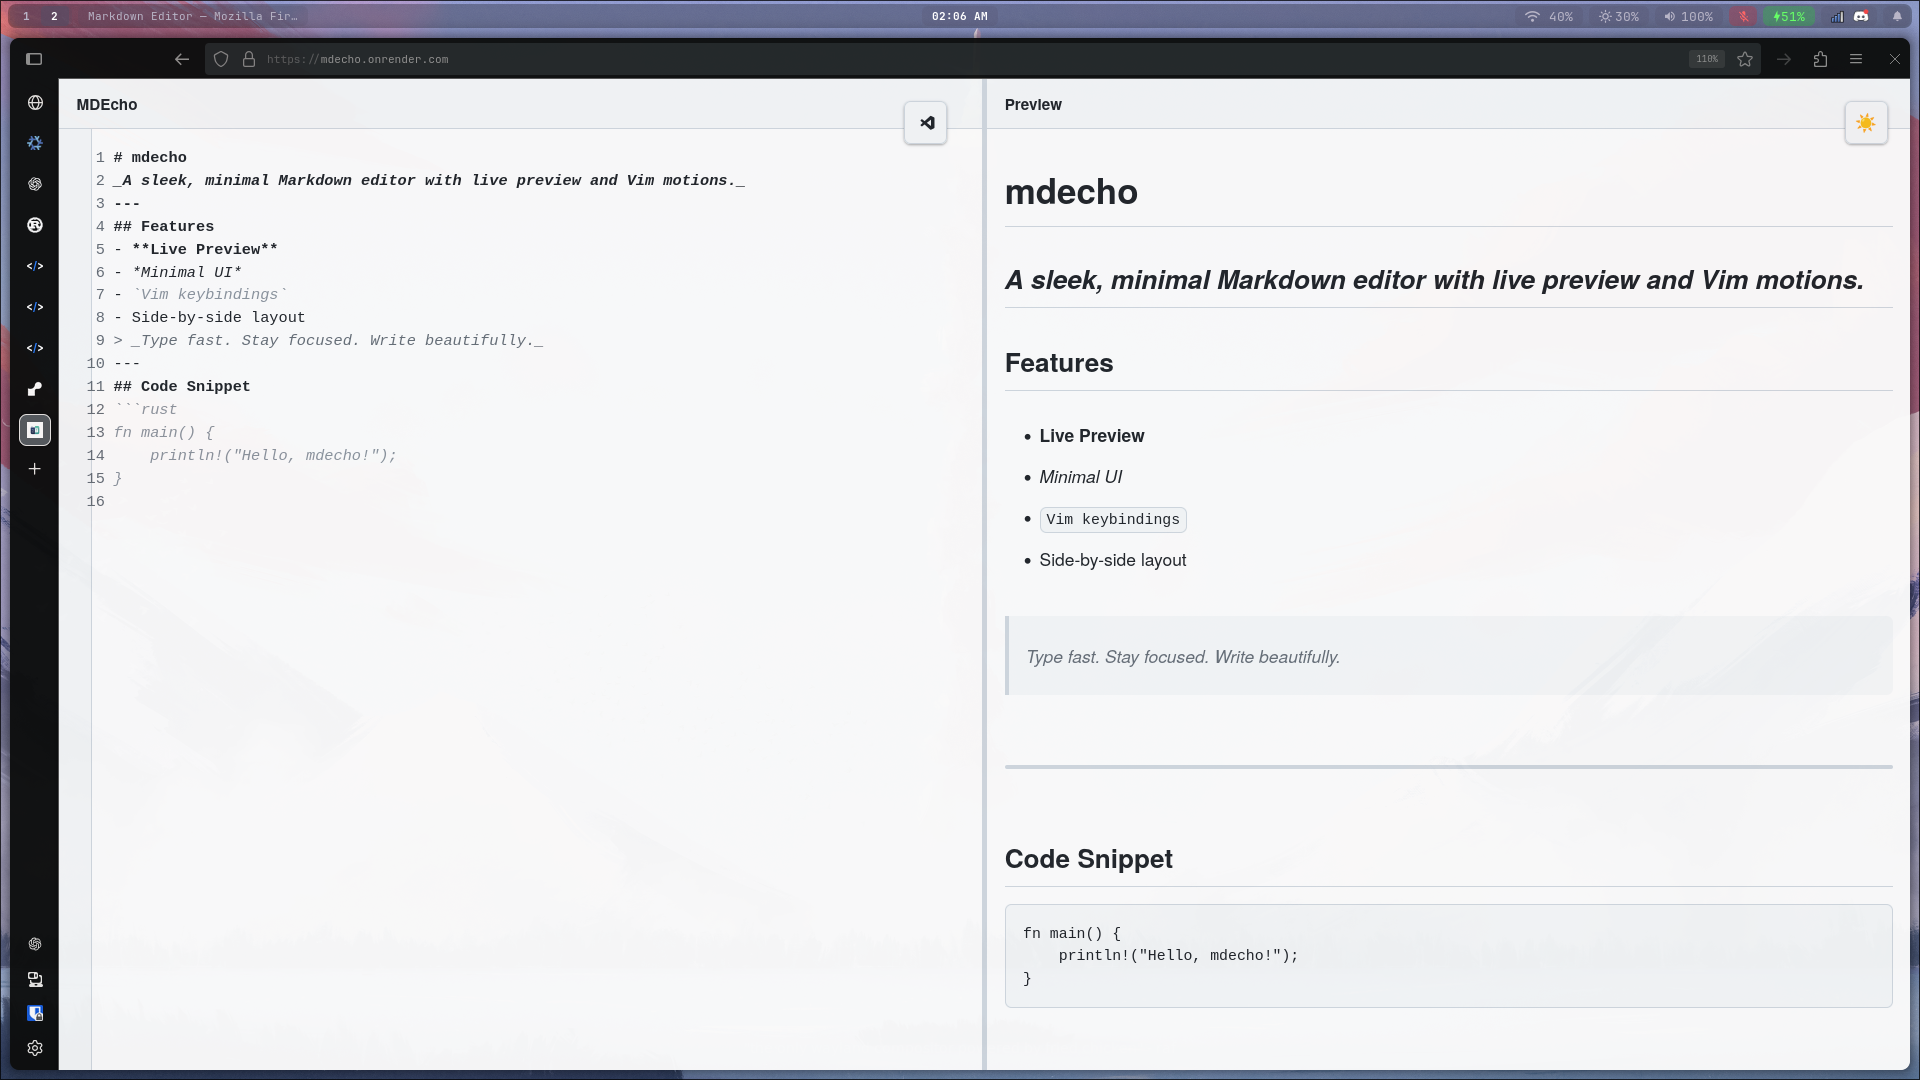 1 2 Markdown Editor — Mozilla Fir… 02:06 AM 40% 30% 100% 51%
https://mdecho.onrender.com 110%
MDEcho
1 # mdecho
2 _A sleek, minimal Markdown editor with live preview and Vim motions._
3 ---
4 ## Features
5 - **Live Preview**
6 - *Minimal UI*
7 - `Vim keybindings`
8 - Side-by-side layout
9 > _Type fast. Stay focused. Write beautifully._
10 ---
11 ## Code Snippet
12 ```rust
13 fn main() {
14     println!("Hello, mdecho!");
15 }
16
Preview
mdecho
A sleek, minimal Markdown editor with live preview and Vim motions.
Features
• Live Preview
• Minimal UI
• Vim keybindings
• Side-by-side layout
Type fast. Stay focused. Write beautifully.
Code Snippet
fn main() {
    println!("Hello, mdecho!");
}